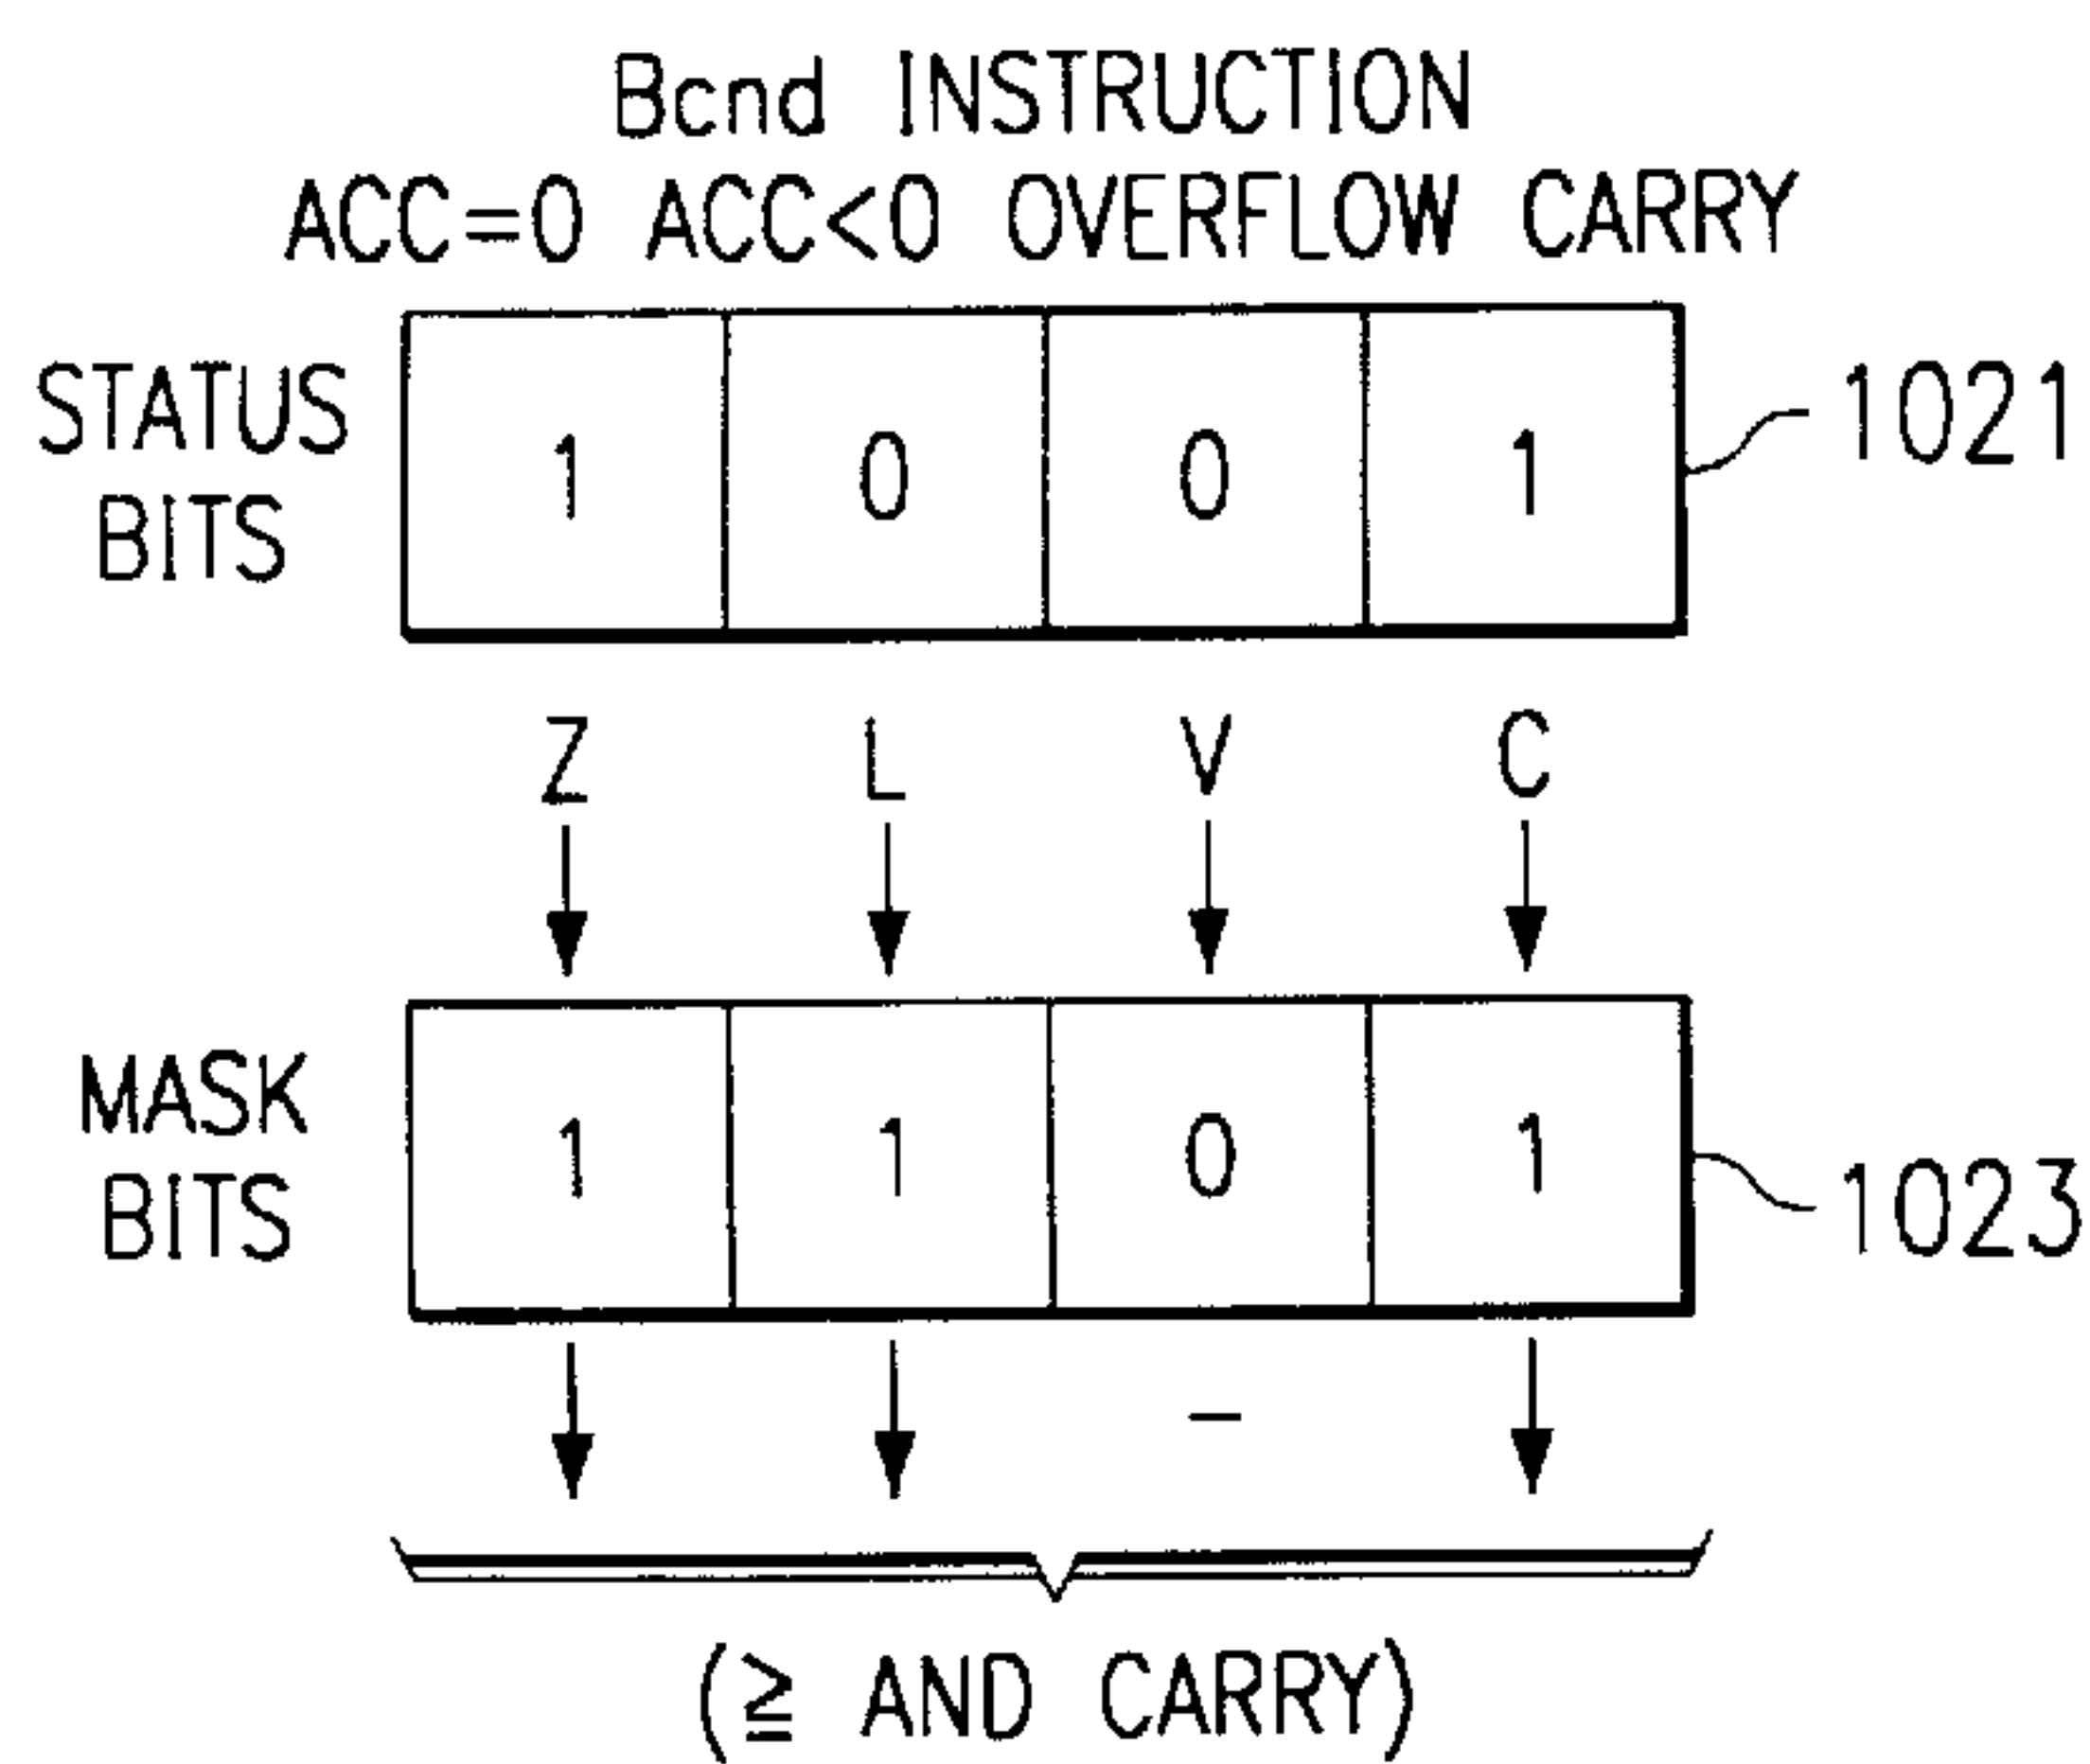 Bcnd INSTRUCTION
ACC=0 ACC<0 OVERFLOW CARRY
STATUS BITS
1 0 0 1
1021
Z L V C
MASK BITS
1 1 0 1
1023
–
(≧ AND CARRY)